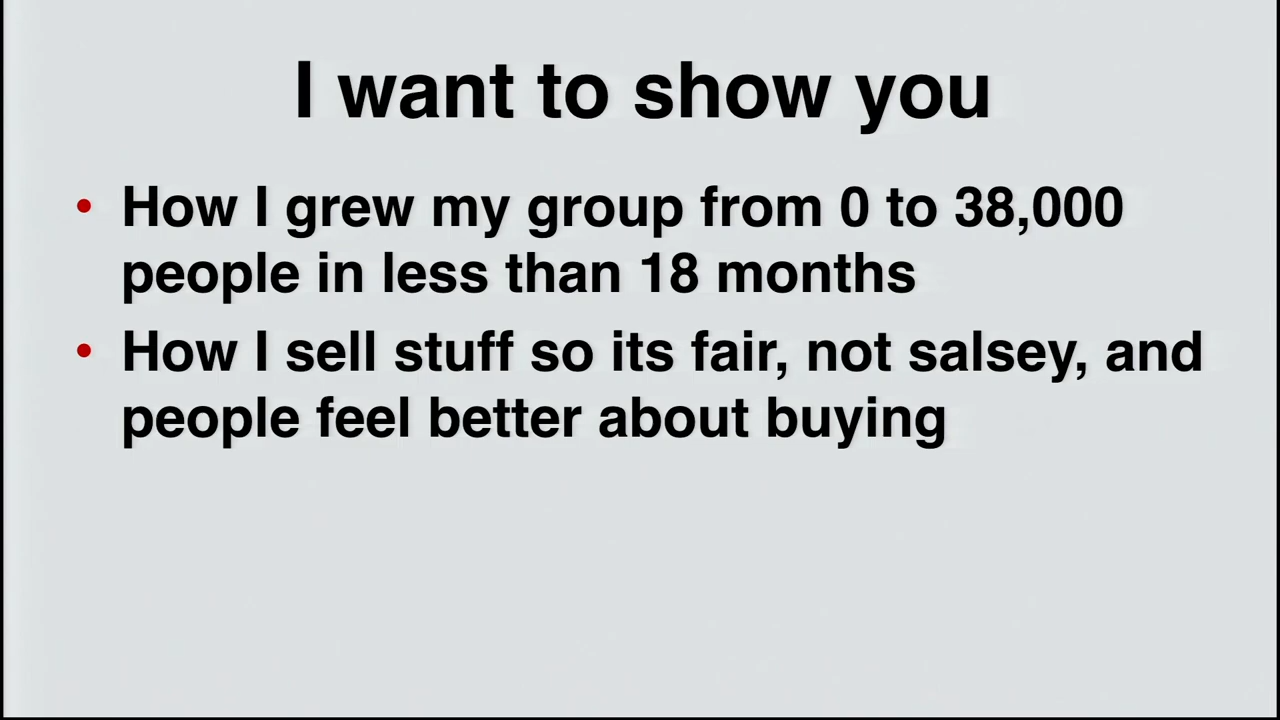 I want to show you
• How I grew my group from 0 to 38,000
people in less than 18 months
• How I sell stuff so its fair, not salsey, and
people feel better about buying